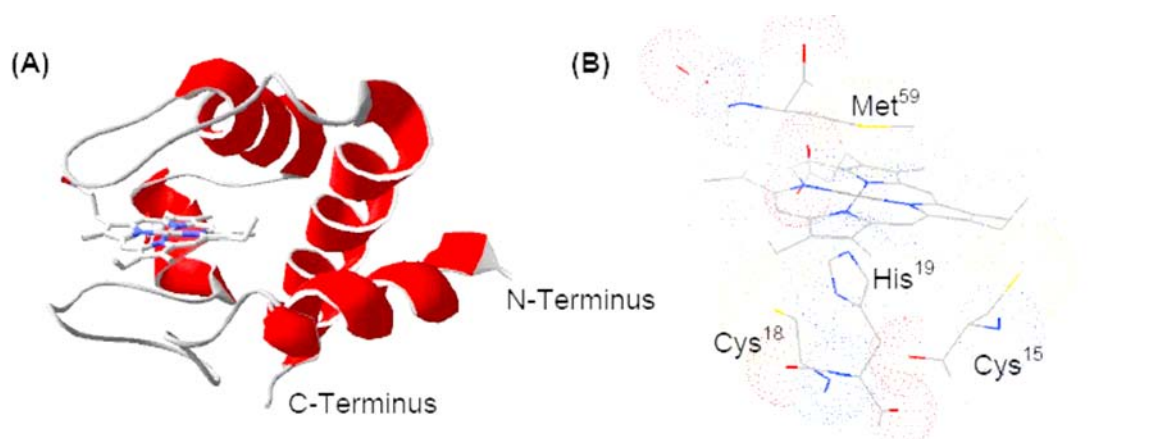 (A)
(B)
Met59
His19
Cys18
Cys15
N-Terminus
C-Terminus